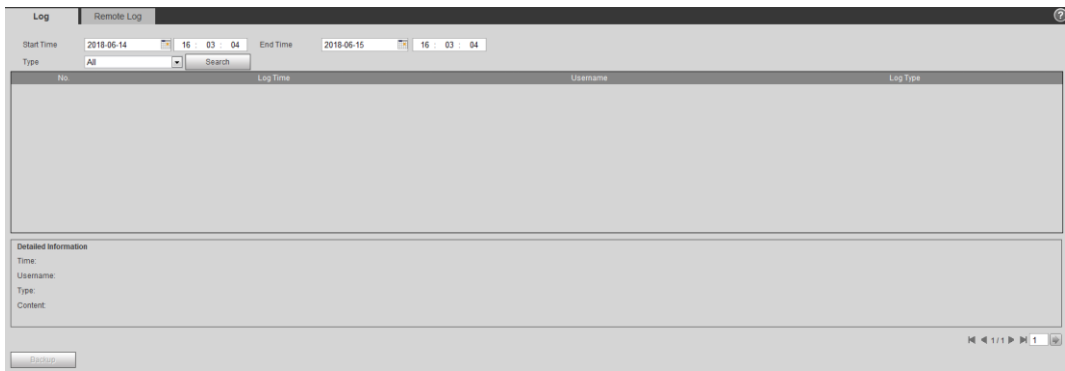 Log Remote Log ?
Start Time 2018-06-14 16 : 03 : 04 End Time 2018-06-15 16 : 03 : 04
Type All Search
No. Log Time Username Log Type
Detailed Information
Time:
Username:
Type:
Content:
1/1 1
Backup